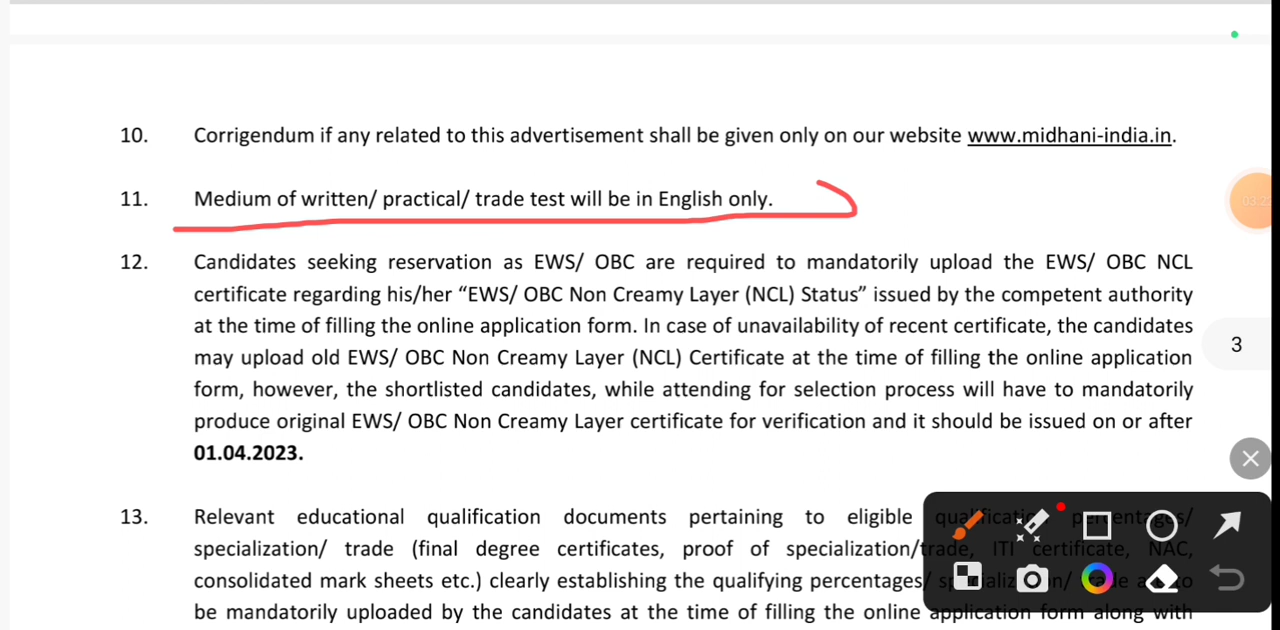 10. Corrigendum if any related to this advertisement shall be given only on our website www.midhani-india.in.
11. Medium of written/ practical/ trade test will be in English only.
12. Candidates seeking reservation as EWS/ OBC are required to mandatorily upload the EWS/ OBC NCL
certificate regarding his/her “EWS/ OBC Non Creamy Layer (NCL) Status” issued by the competent authority
at the time of filling the online application form. In case of unavailability of recent certificate, the candidates
may upload old EWS/ OBC Non Creamy Layer (NCL) Certificate at the time of filling the online application
form, however, the shortlisted candidates, while attending for selection process will have to mandatorily
produce original EWS/ OBC Non Creamy Layer certificate for verification and it should be issued on or after
01.04.2023.
3
13. Relevant educational qualification documents pertaining to eligible qualification percentages/
specialization/ trade (final degree certificates, proof of specialization/trade, ITI certificate, NAC,
consolidated mark sheets etc.) clearly establishing the qualifying percentages/
be mandatorily uploaded by the candidates at the time of filling the online application form along with